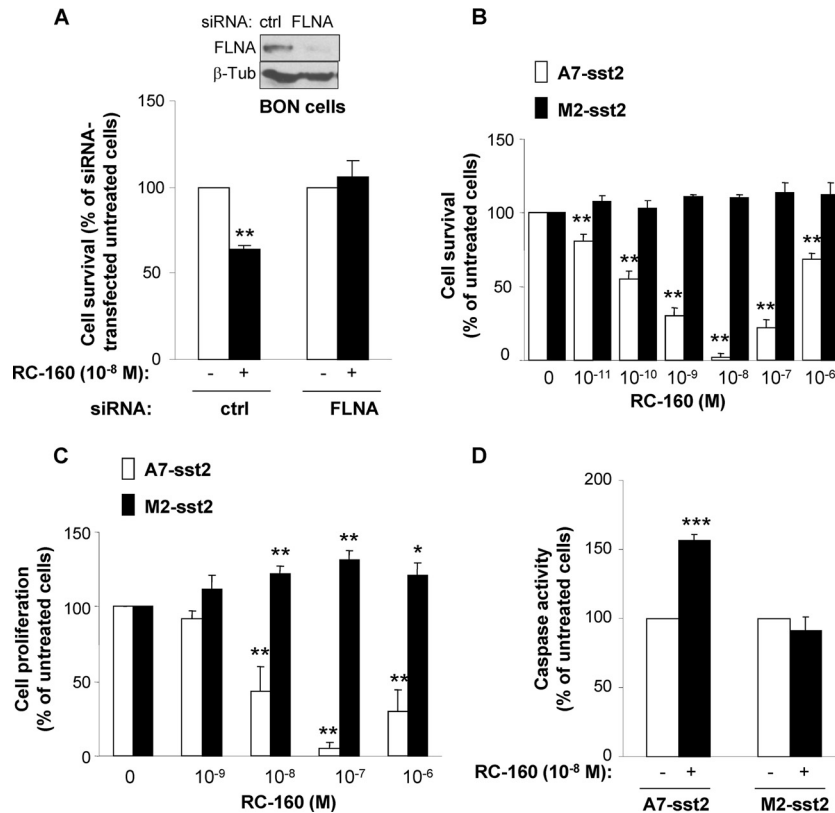 A
siRNA: ctrl FLNA
FLNA
β-Tub
BON cells
Cell survival (% of siRNA-
transfected untreated cells)
150
100
50
0
**
RC-160 (10⁻⁸ M): - + - +
siRNA: ctrl FLNA
B
A7-sst2
M2-sst2
Cell survival
(% of untreated cells)
150
100
50
0
** ** ** ** ** **
0 10⁻¹¹ 10⁻¹⁰ 10⁻⁹ 10⁻⁸ 10⁻⁷ 10⁻⁶
RC-160 (M)
C
A7-sst2
M2-sst2
Cell proliferation
(% of untreated cells)
150
100
50
0
** ** *
** ** **
0 10⁻⁹ 10⁻⁸ 10⁻⁷ 10⁻⁶
RC-160 (M)
D
Caspase activity
(% of untreated cells)
200
150
100
50
0
***
RC-160 (10⁻⁸ M): - + - +
A7-sst2 M2-sst2